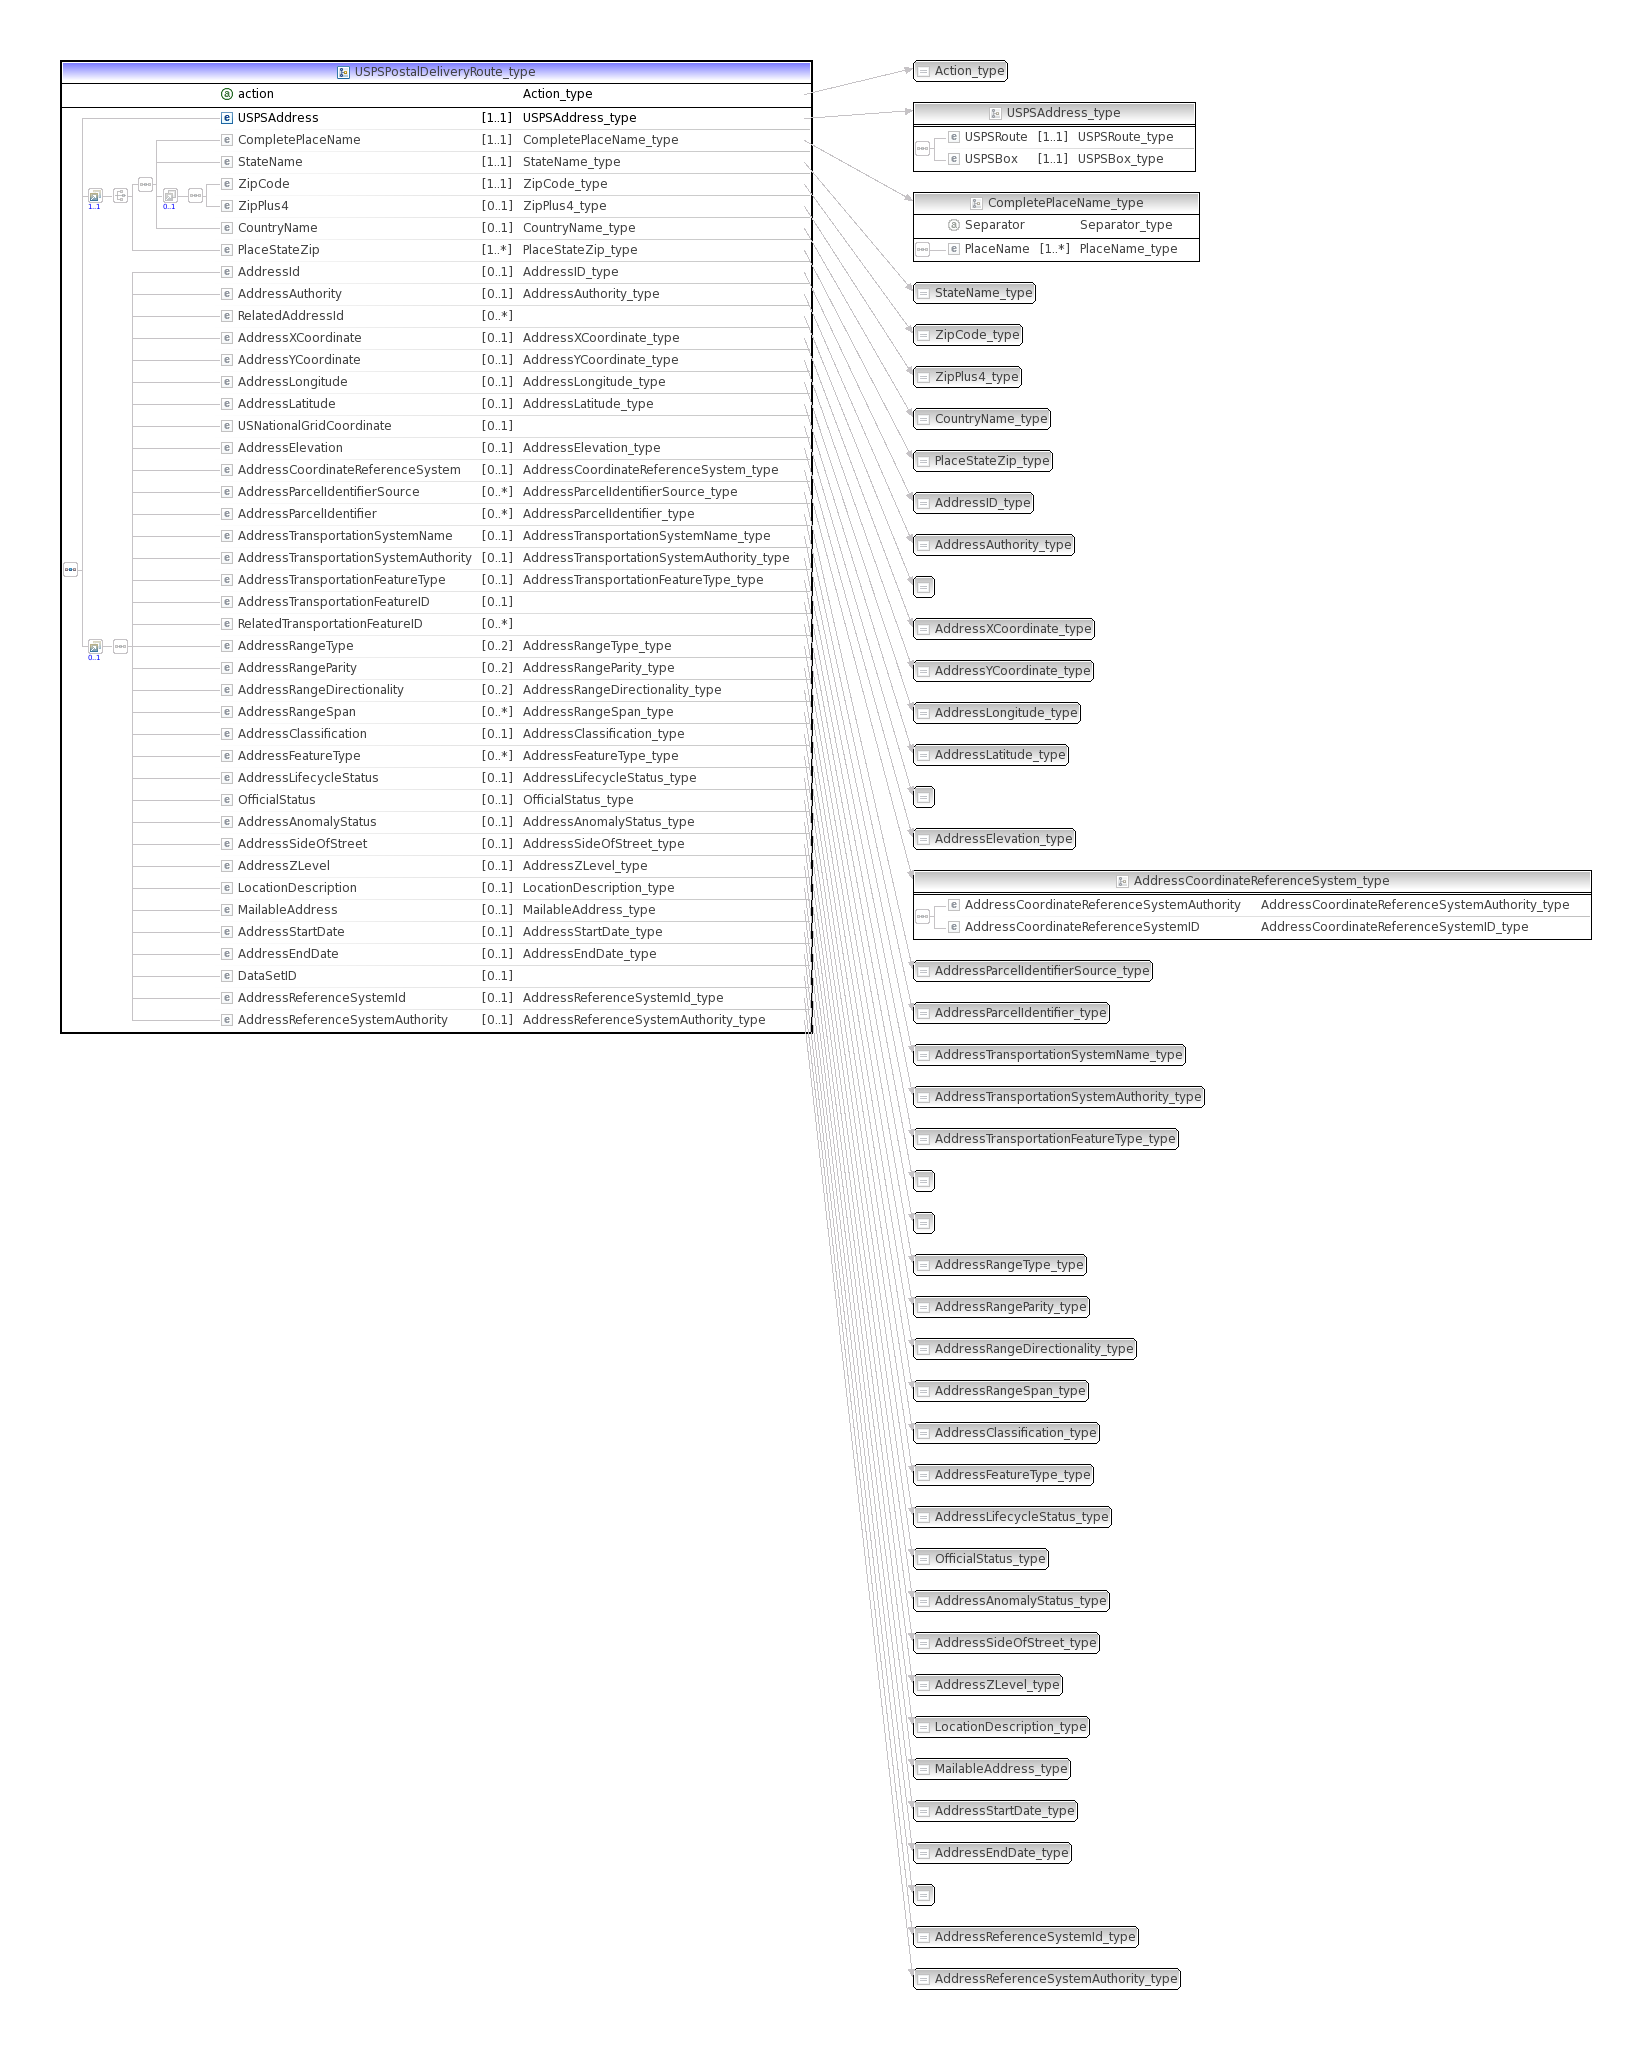 USPSPostalDeliveryRoute_type
a action Action_type
e USPSAddress [1..1] USPSAddress_type
e CompletePlaceName [1..1] CompletePlaceName_type
e StateName [1..1] StateName_type
e ZipCode [1..1] ZipCode_type
1..1 0..1
e ZipPlus4 [0..1] ZipPlus4_type
e CountryName [0..1] CountryName_type
e PlaceStateZip [1..*] PlaceStateZip_type
e AddressId [0..1] AddressID_type
e AddressAuthority [0..1] AddressAuthority_type
e RelatedAddressId [0..*]
e AddressXCoordinate [0..1] AddressXCoordinate_type
e AddressYCoordinate [0..1] AddressYCoordinate_type
e AddressLongitude [0..1] AddressLongitude_type
e AddressLatitude [0..1] AddressLatitude_type
e USNationalGridCoordinate [0..1]
e AddressElevation [0..1] AddressElevation_type
e AddressCoordinateReferenceSystem [0..1] AddressCoordinateReferenceSystem_type
e AddressParcelIdentifierSource [0..*] AddressParcelIdentifierSource_type
e AddressParcelIdentifier [0..*] AddressParcelIdentifier_type
e AddressTransportationSystemName [0..1] AddressTransportationSystemName_type
e AddressTransportationSystemAuthority [0..1] AddressTransportationSystemAuthority_type
e AddressTransportationFeatureType [0..1] AddressTransportationFeatureType_type
e AddressTransportationFeatureID [0..1]
e RelatedTransportationFeatureID [0..*]
e AddressRangeType [0..2] AddressRangeType_type
0..1
e AddressRangeParity [0..2] AddressRangeParity_type
e AddressRangeDirectionality [0..2] AddressRangeDirectionality_type
e AddressRangeSpan [0..*] AddressRangeSpan_type
e AddressClassification [0..1] AddressClassification_type
e AddressFeatureType [0..*] AddressFeatureType_type
e AddressLifecycleStatus [0..1] AddressLifecycleStatus_type
e OfficialStatus [0..1] OfficialStatus_type
e AddressAnomalyStatus [0..1] AddressAnomalyStatus_type
e AddressSideOfStreet [0..1] AddressSideOfStreet_type
e AddressZLevel [0..1] AddressZLevel_type
e LocationDescription [0..1] LocationDescription_type
e MailableAddress [0..1] MailableAddress_type
e AddressStartDate [0..1] AddressStartDate_type
e AddressEndDate [0..1] AddressEndDate_type
e DataSetID [0..1]
e AddressReferenceSystemId [0..1] AddressReferenceSystemId_type
e AddressReferenceSystemAuthority [0..1] AddressReferenceSystemAuthority_type
Action_type
USPSAddress_type
e USPSRoute [1..1] USPSRoute_type
e USPSBox [1..1] USPSBox_type
CompletePlaceName_type
a Separator Separator_type
e PlaceName [1..*] PlaceName_type
StateName_type
ZipCode_type
ZipPlus4_type
CountryName_type
PlaceStateZip_type
AddressID_type
AddressAuthority_type
AddressXCoordinate_type
AddressYCoordinate_type
AddressLongitude_type
AddressLatitude_type
AddressElevation_type
AddressCoordinateReferenceSystem_type
e AddressCoordinateReferenceSystemAuthority AddressCoordinateReferenceSystemAuthority_type
e AddressCoordinateReferenceSystemID AddressCoordinateReferenceSystemID_type
AddressParcelIdentifierSource_type
AddressParcelIdentifier_type
AddressTransportationSystemName_type
AddressTransportationSystemAuthority_type
AddressTransportationFeatureType_type
AddressRangeType_type
AddressRangeParity_type
AddressRangeDirectionality_type
AddressRangeSpan_type
AddressClassification_type
AddressFeatureType_type
AddressLifecycleStatus_type
OfficialStatus_type
AddressAnomalyStatus_type
AddressSideOfStreet_type
AddressZLevel_type
LocationDescription_type
MailableAddress_type
AddressStartDate_type
AddressEndDate_type
AddressReferenceSystemId_type
AddressReferenceSystemAuthority_type